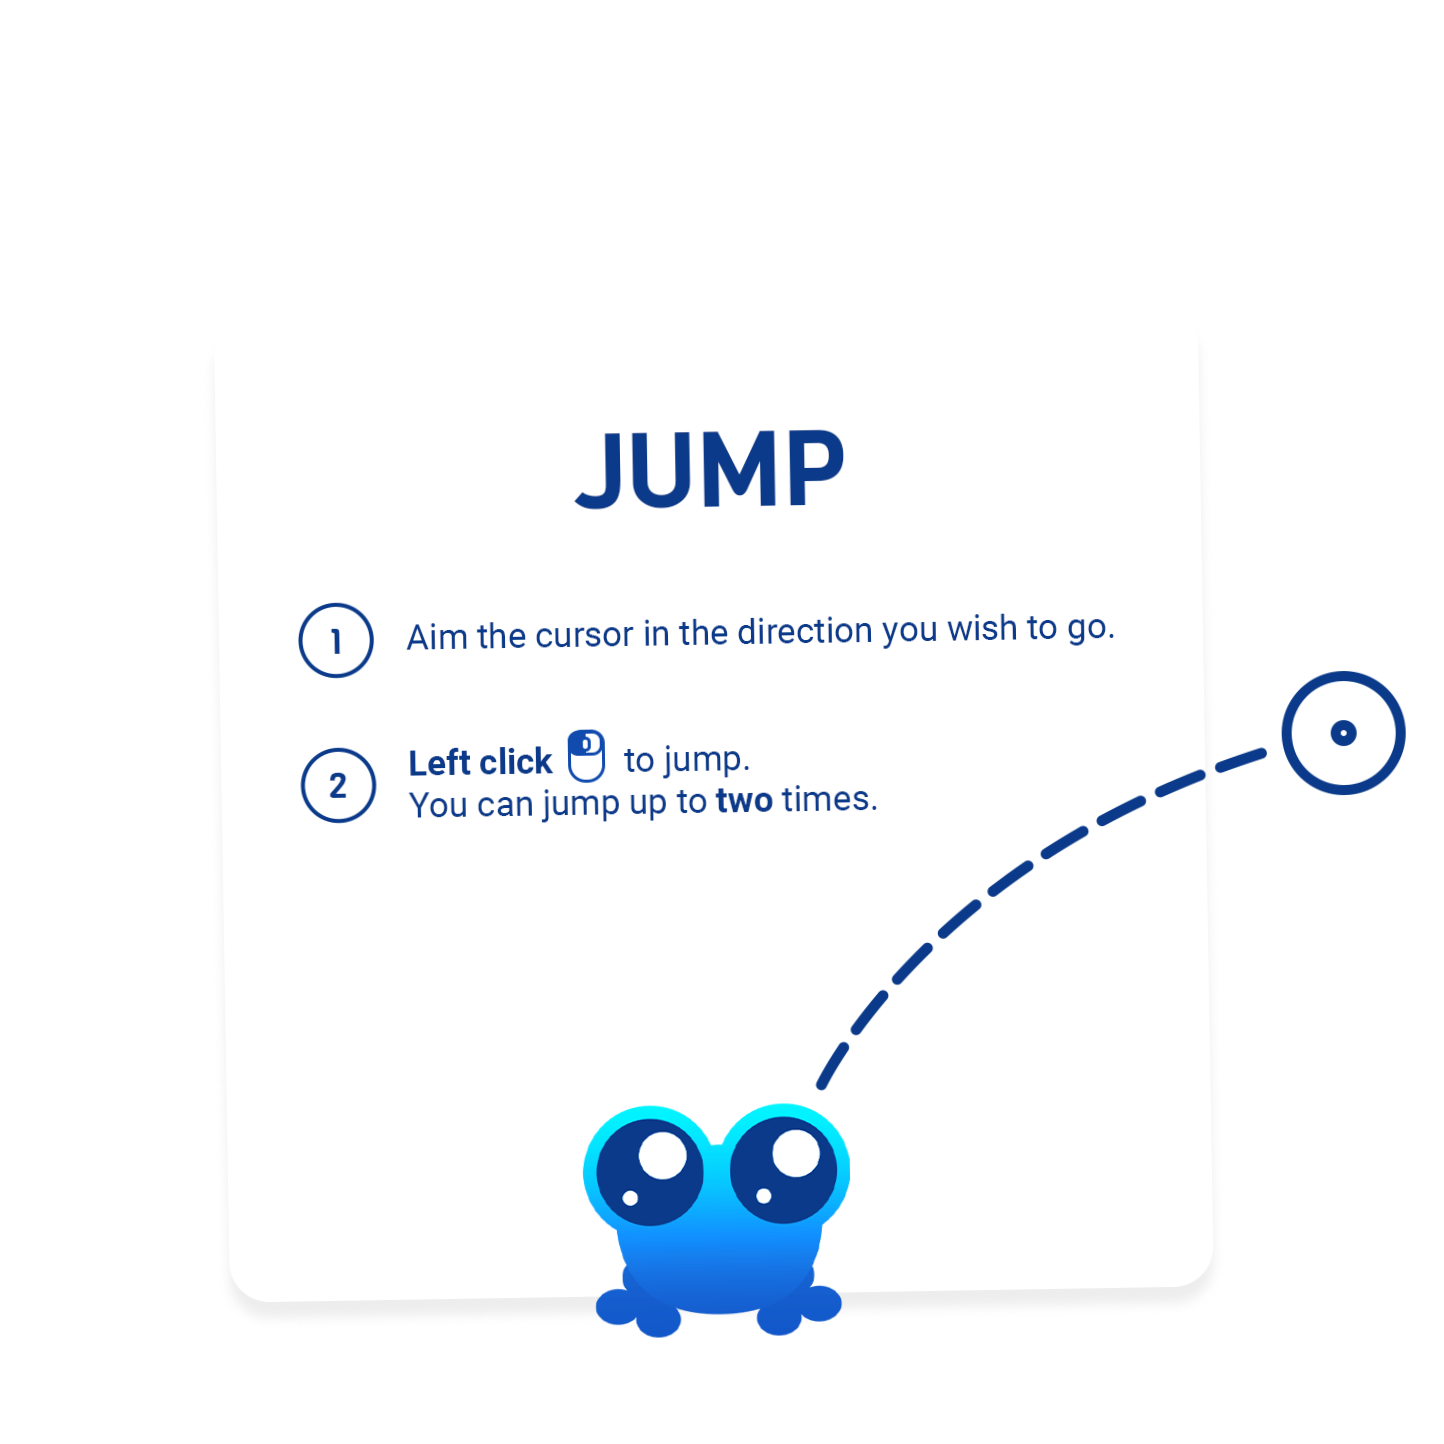 JUMP
1 Aim the cursor in the direction you wish to go.
2 Left click to jump.
You can jump up to two times.